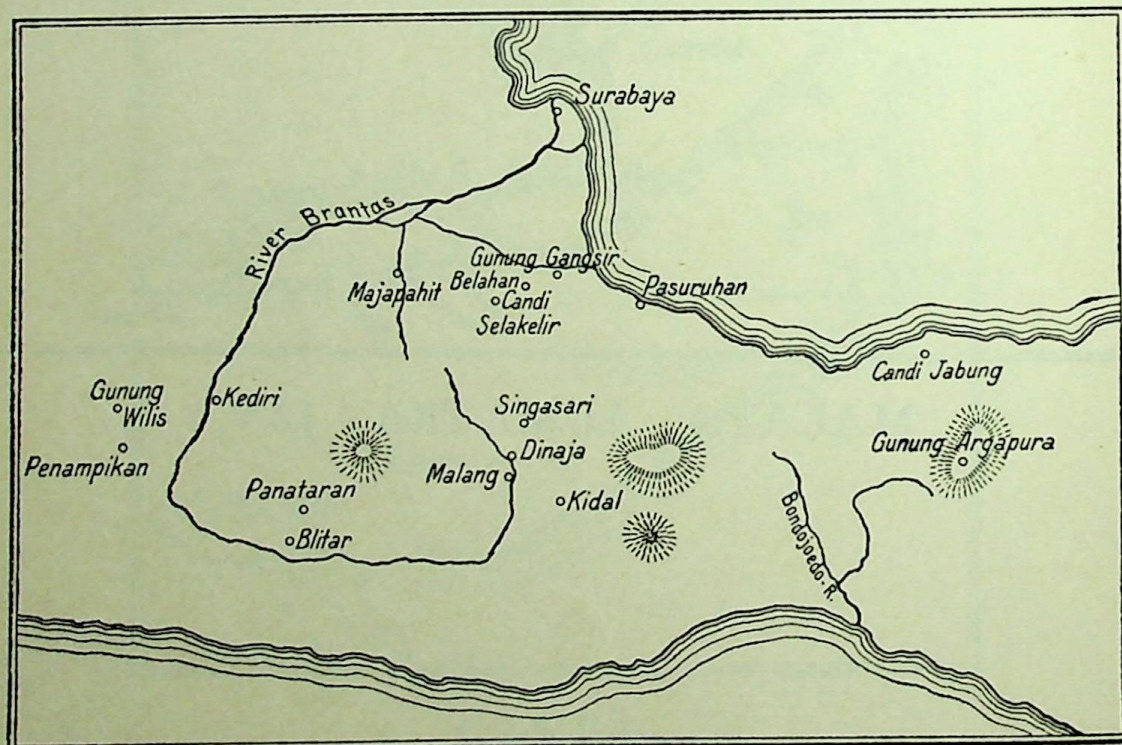 Surabaya
River Brantas
Gunung Gangsir
Belahan
Majapahit
Candi
Selakelir
Pasuruhan
Candi Jabung
Gunung
Wilis
Kediri
Singasari
Gunung Argapura
Penampikan
Dinaja
Malang
Panataran
Kidal
Blitar
Bondojoedo-R.